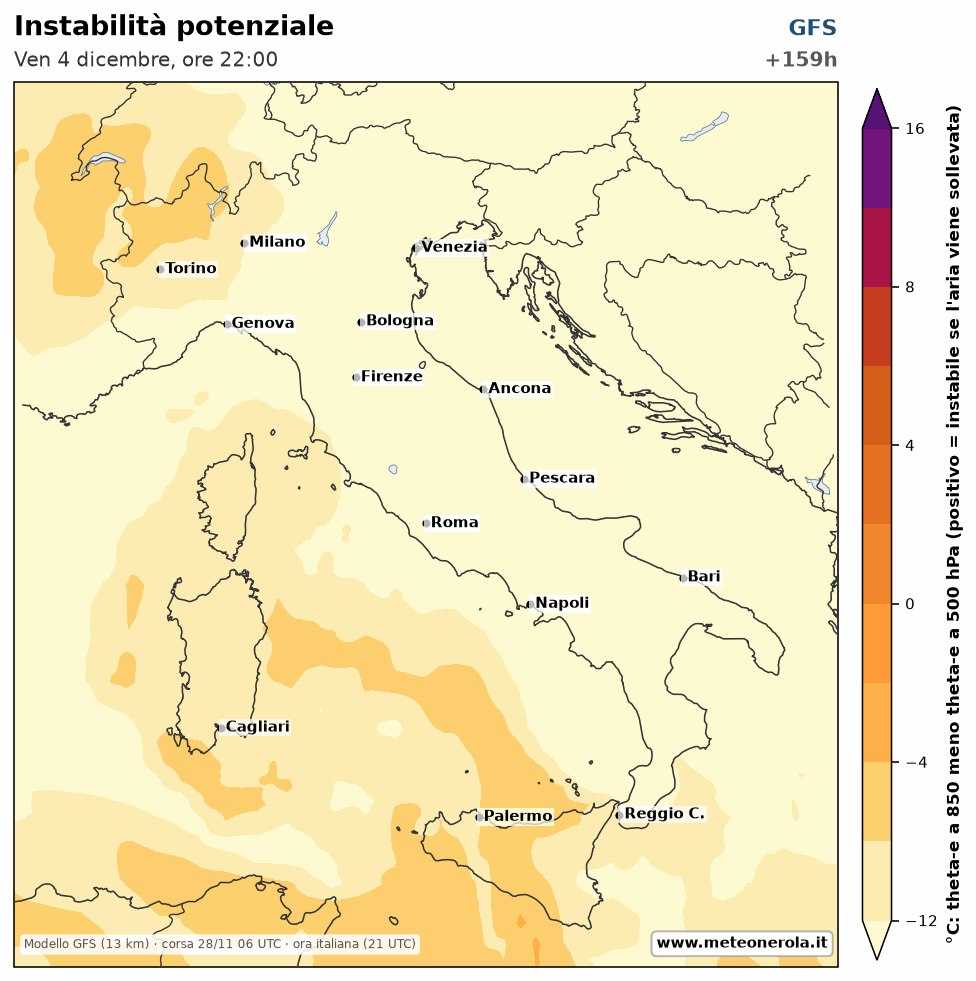 Instabilità potenziale
GFS
Ven 4 dicembre, ore 22:00
+159h
Milano
Venezia
Torino
Genova
Bologna
Firenze
Ancona
Pescara
Roma
Bari
Napoli
Cagliari
Palermo
Reggio C.
Modello GFS (13 km) · corsa 28/11 06 UTC · ora italiana (21 UTC)
www.meteonerola.it
16
8
4
0
−4
−12
°C: theta-e a 850 meno theta-e a 500 hPa (positivo = instabile se l'aria viene sollevata)